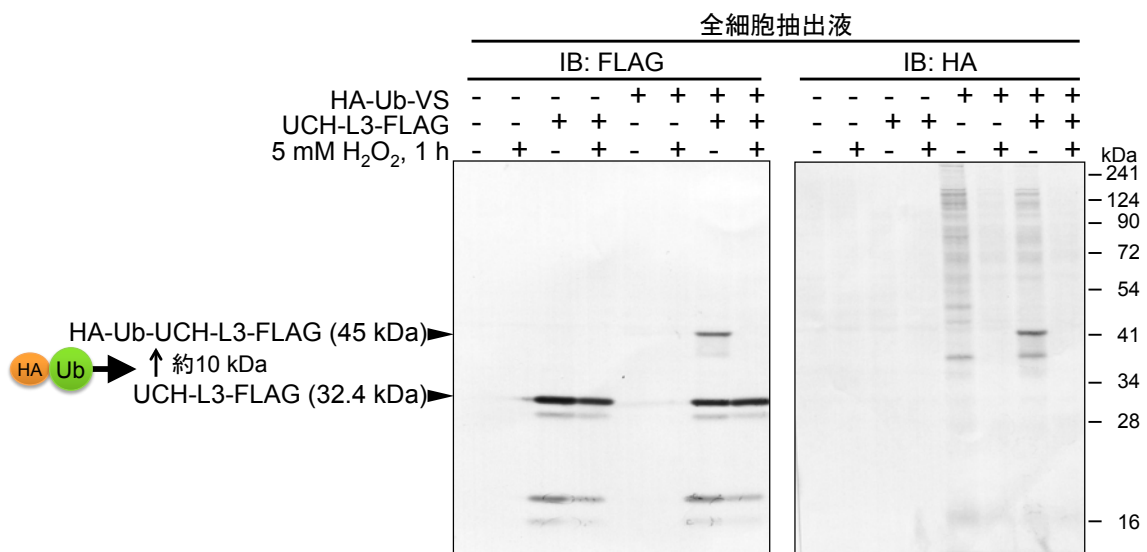 全細胞抽出液
IB: FLAG IB: HA
HA-Ub-VS - - - - + + + + - - - - + + + +
UCH-L3-FLAG - - + + - - + + - - + + - - + +
5 mM H₂O₂, 1 h - + - + - + - + - + - + - + - +
kDa
241
124
90
72
54
HA-Ub-UCH-L3-FLAG (45 kDa) 41
HA Ub 約10 kDa
UCH-L3-FLAG (32.4 kDa) 34
28
16